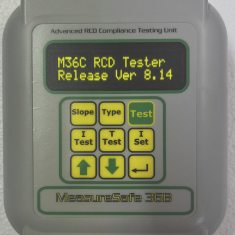 Advanced RCD Compliance Testing Unit
M36C RCD Tester
Release Ver 8.14
Slope Type Test
I Test T Test I Set
MeasureSafe 36B